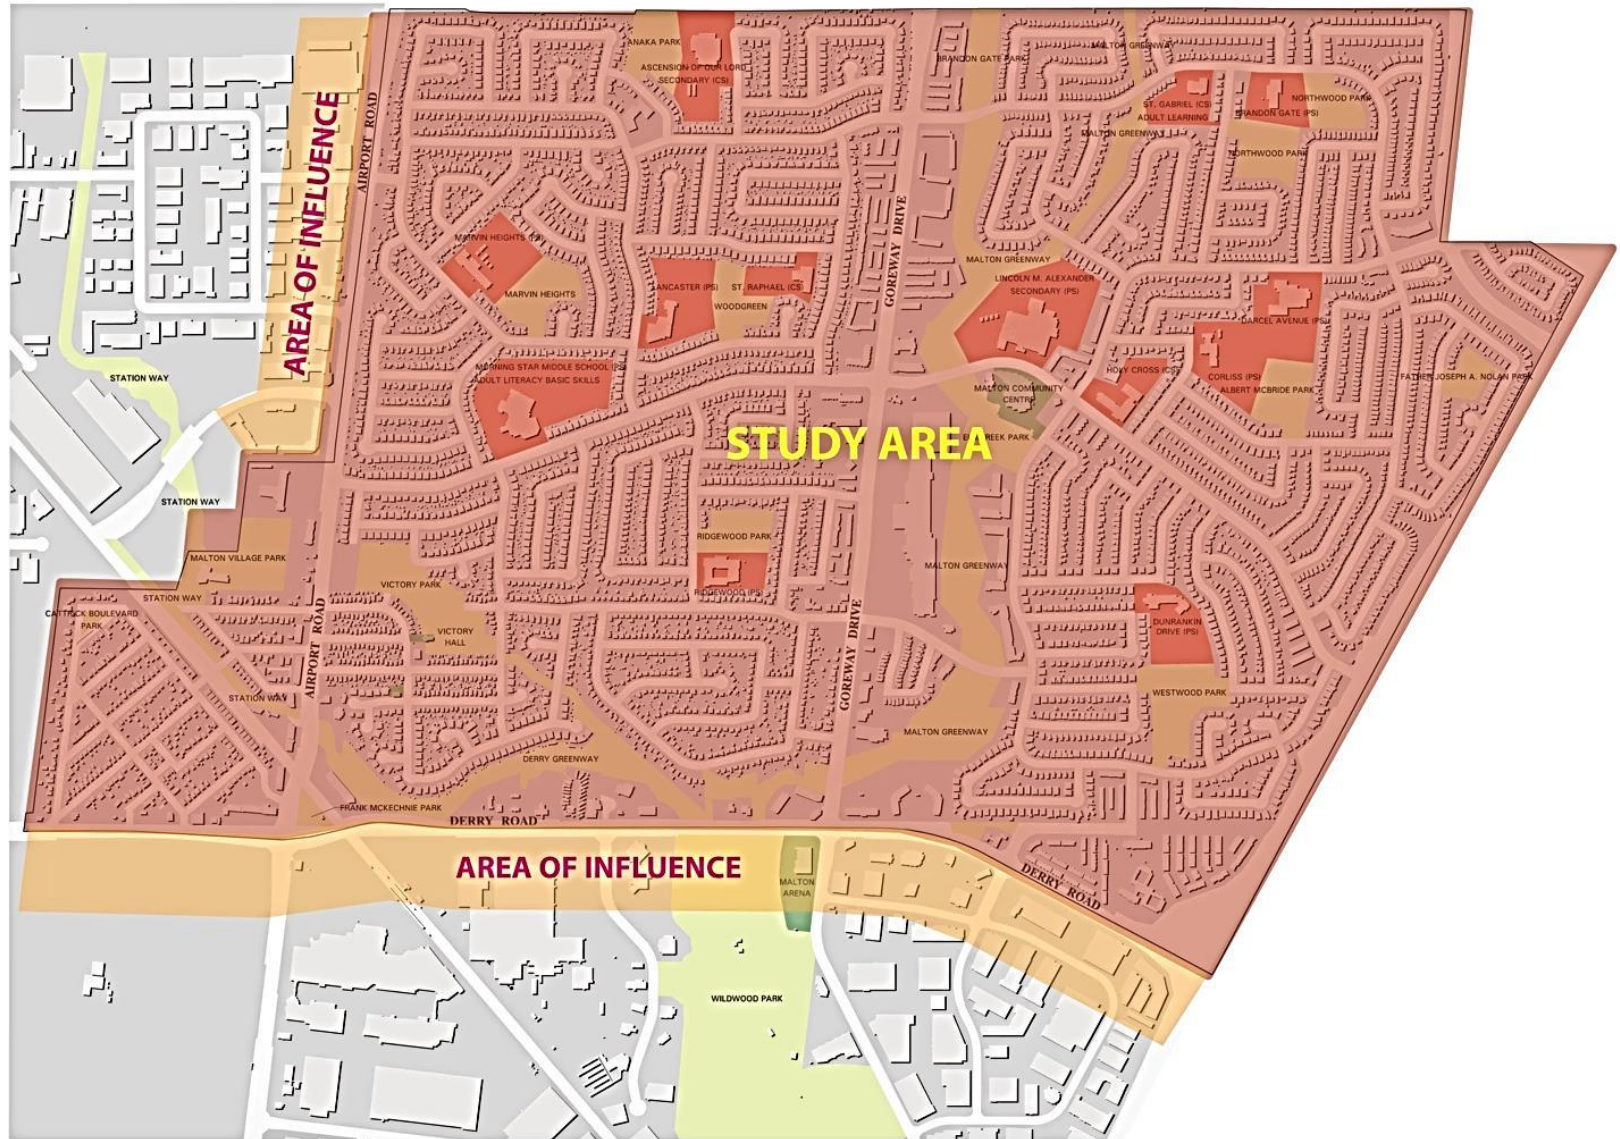 ANAKA PARK
ASCENSION OF OUR LORD
SECONDARY (CS)
BRANDON GATE PARK
MALTON GREENWAY
ST. GABRIEL (CS)
ADULT LEARNING
NORTHWOOD PARK
BRANDON GATE (PS)
MALTON GREENWAY
NORTHWOOD PARK
AIRPORT ROAD
AREA OF INFLUENCE
GOREWAY DRIVE
MARVIN HEIGHTS (PS)
MARVIN HEIGHTS
LANCASTER (PS)
ST. RAPHAEL (CS)
WOODGREEN
MALTON GREENWAY
LINCOLN M. ALEXANDER
SECONDARY (PS)
DARCEL AVENUE (PS)
MORNING STAR MIDDLE SCHOOL (PS)
ADULT LITERACY BASIC SKILLS
HOLY CROSS (CS)
CORLISS (PS)
ALBERT MCBRIDE PARK
FATHER JOSEPH A. NOLAN PARK
STATION WAY
MALTON COMMUNITY
CENTRE
STUDY AREA
CREEK PARK
STATION WAY
RIDGEWOOD PARK
RIDGEWOOD (PS)
MALTON GREENWAY
MALTON VILLAGE PARK
VICTORY PARK
STATION WAY
CATTRICK BOULEVARD
PARK
VICTORY
HALL
AIRPORT ROAD
GOREWAY DRIVE
DUNRANKIN
DRIVE (PS)
STATION WAY
WESTWOOD PARK
MALTON GREENWAY
DERRY GREENWAY
FRANK MCKECHNIE PARK
DERRY ROAD
AREA OF INFLUENCE
MALTON
ARENA
DERRY ROAD
WILDWOOD PARK